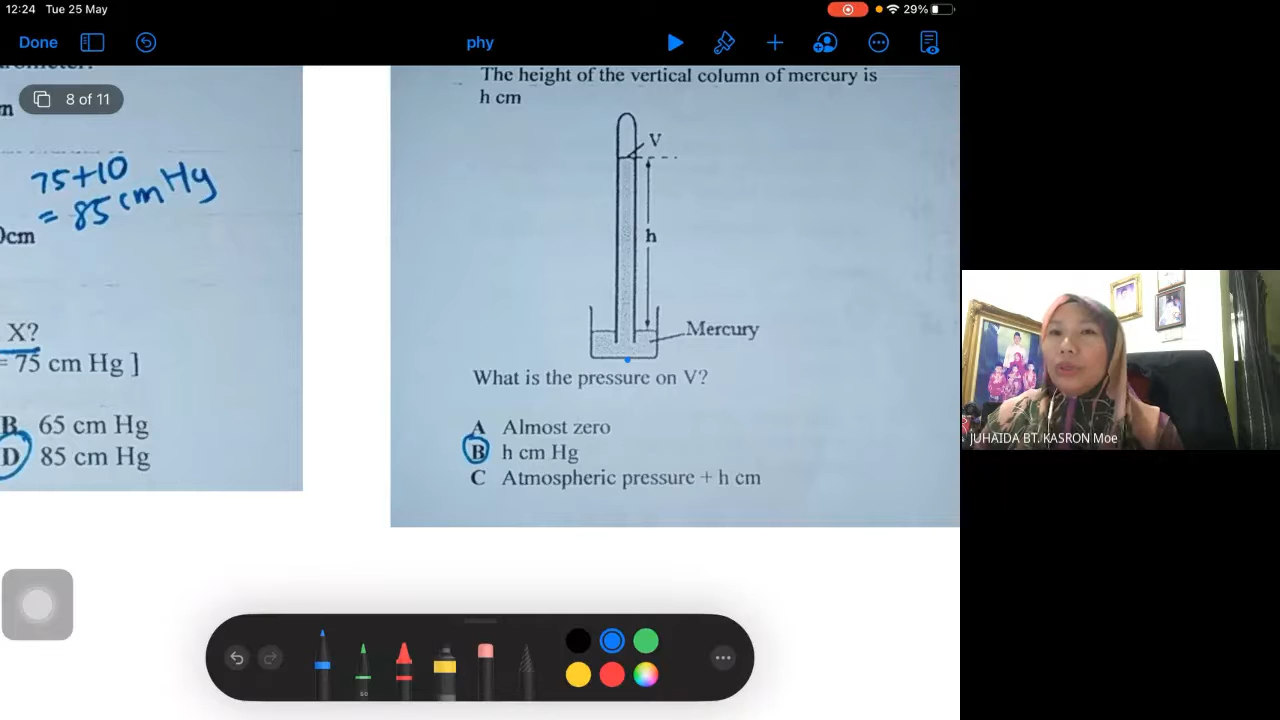 12:24 Tue 25 May
29%
Done
phy
8 of 11
m
75+10
= 85 cm Hg
0cm
X?
= 75 cm Hg ]
B 65 cm Hg
D 85 cm Hg
The height of the vertical column of mercury is
h cm
V
h
Mercury
What is the pressure on V?
A Almost zero
B h cm Hg
C Atmospheric pressure + h cm
JUHAIDA BT. KASRON Moe